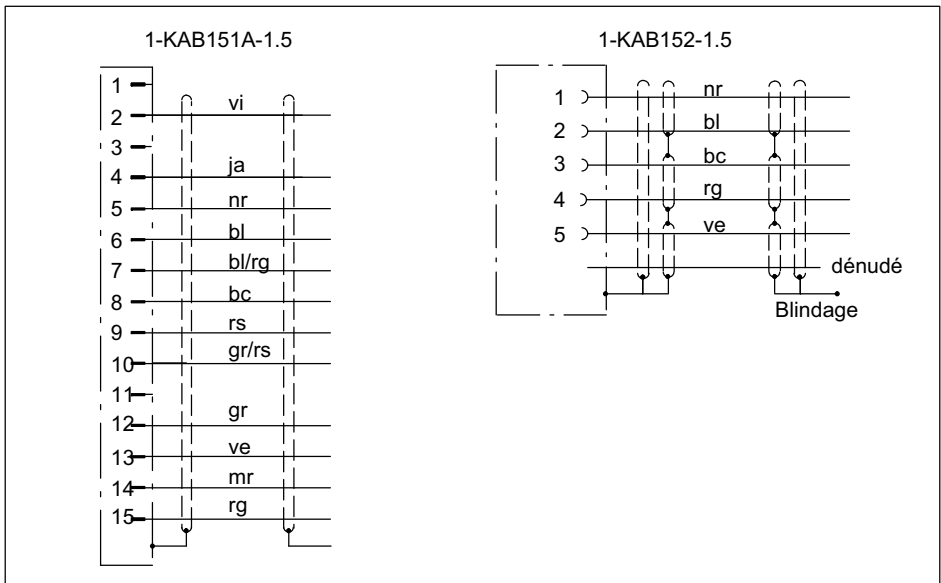 1-KAB151A-1.5
1
2 vi
3
4 ja
5 nr
6 bl
7 bl/rg
8 bc
9 rs
10 gr/rs
11
12 gr
13 ve
14 mr
15 rg
1-KAB152-1.5
1 nr
2 bl
3 bc
4 rg
5 ve
dénudé
Blindage